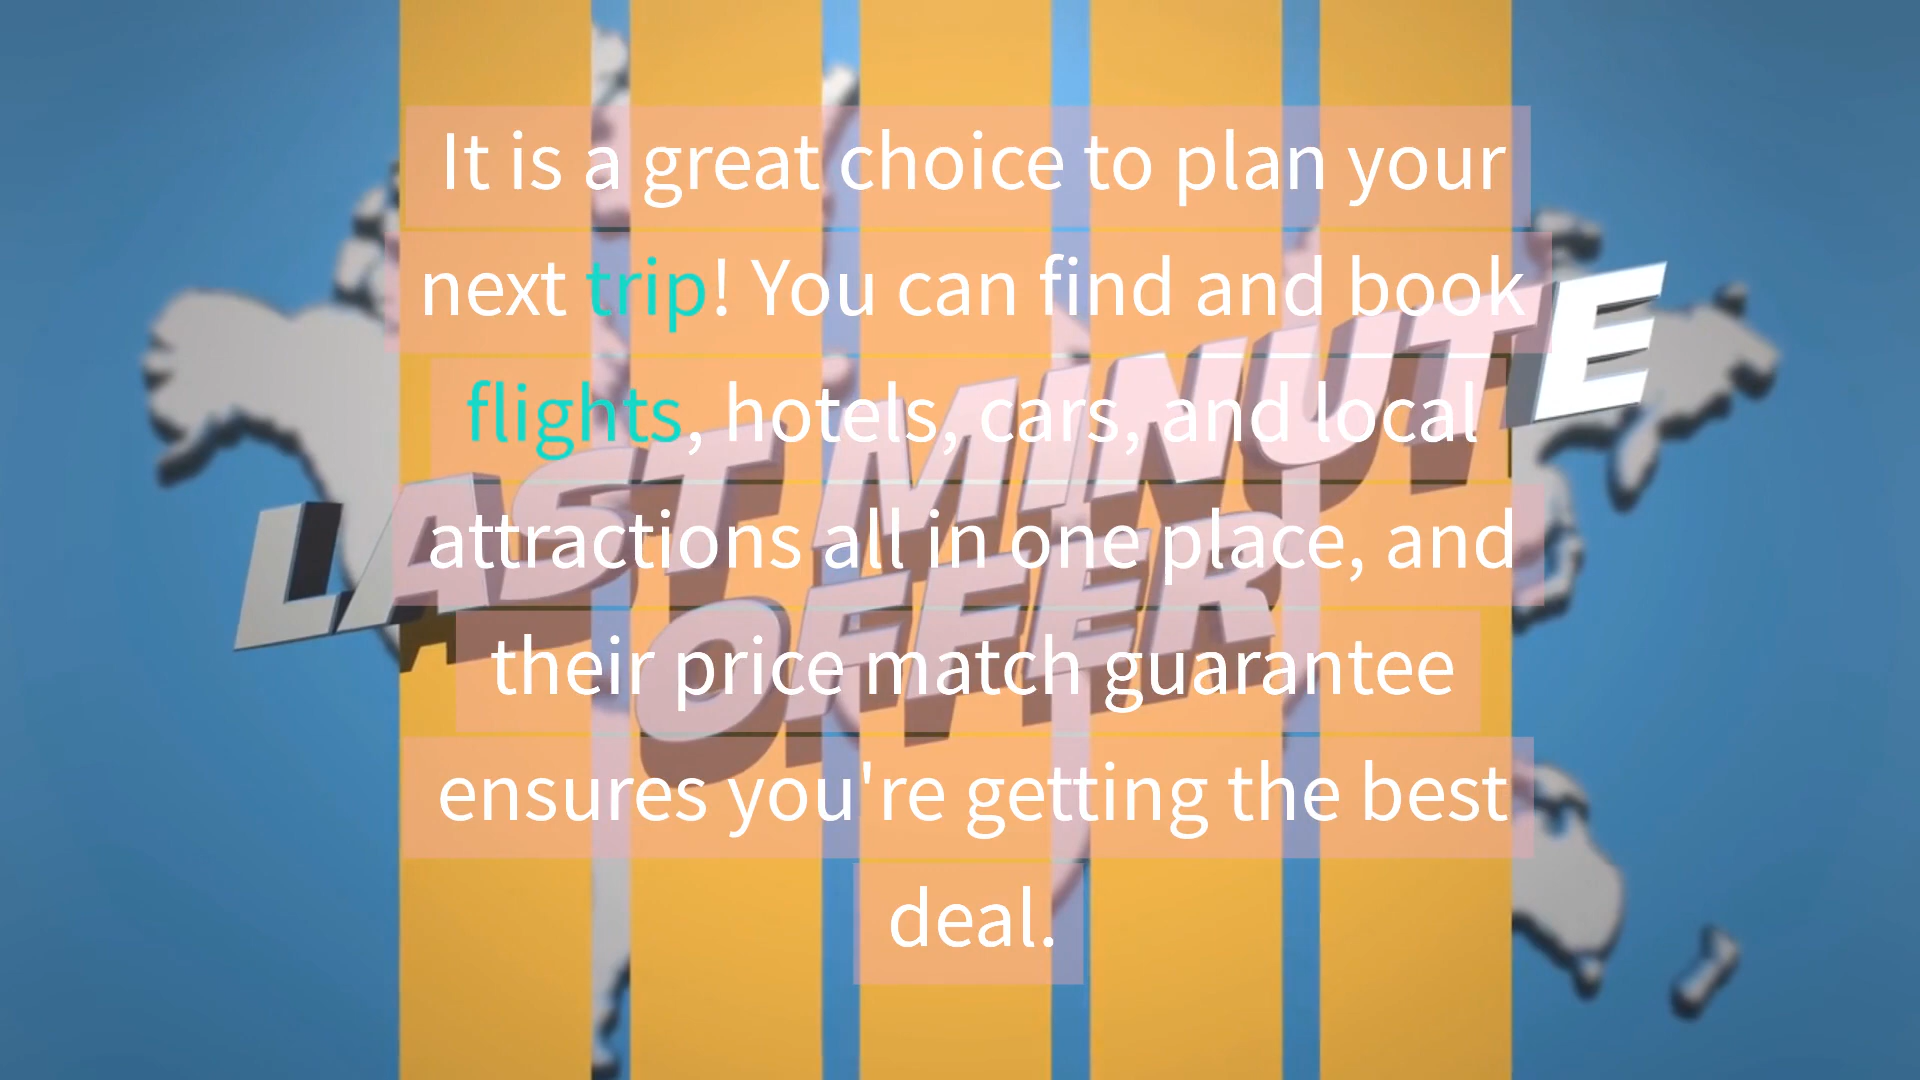 It is a great choice to plan your
next trip! You can find and book
flights, hotels, cars, and local
attractions all in one place, and
their price match guarantee
ensures you're getting the best
deal.
LAST MINUTE
OFFER